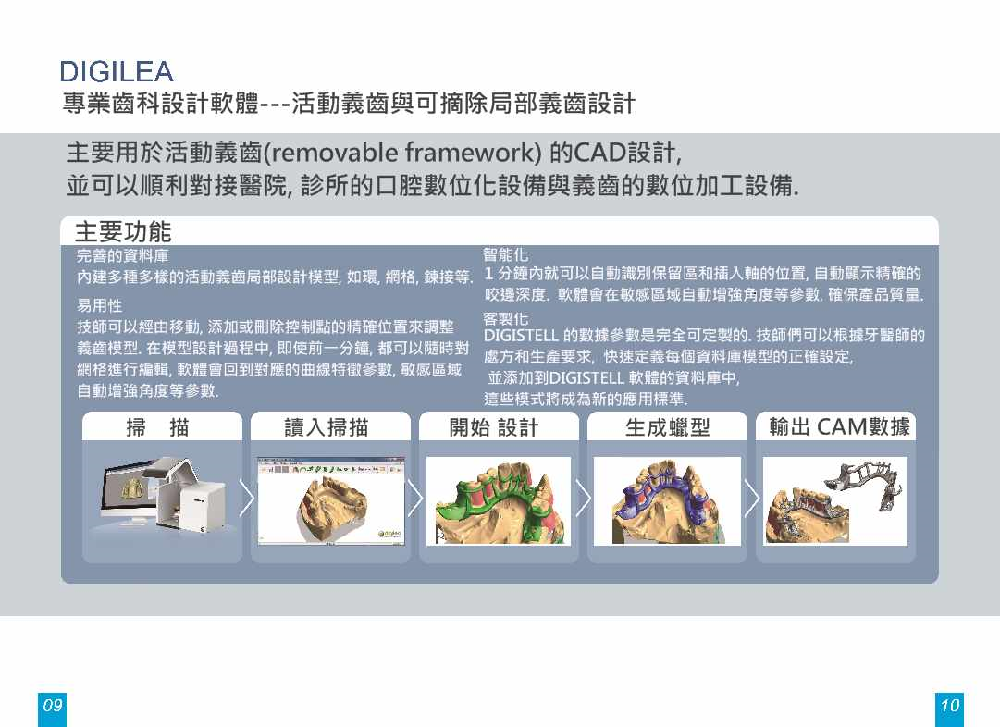 DIGILEA
專業齒科設計軟體---活動義齒與可摘除局部義齒設計
主要用於活動義齒(removable framework) 的CAD設計,
並可以順利對接醫院, 診所的口腔數位化設備與義齒的數位加工設備.
主要功能
完善的資料庫
內建多種多樣的活動義齒局部設計模型, 如環, 網格, 鍊接等.
易用性
技師可以經由移動, 添加或刪除控制點的精確位置來調整
義齒模型. 在模型設計過程中, 即使前一分鐘, 都可以隨時對
網格進行編輯, 軟體會回到對應的曲線特徵參數, 敏感區域
自動增強角度等參數.
智能化
1 分鐘內就可以自動識別保留區和插入軸的位置, 自動顯示精確的
咬邊深度. 軟體會在敏感區域自動增強角度等參數, 確保產品質量.
客製化
DIGISTELL 的數據參數是完全可定製的. 技師們可以根據牙醫師的
處方和生產要求, 快速定義每個資料庫模型的正確設定,
並添加到DIGISTELL 軟體的資料庫中,
這些模式將成為新的應用標準.
掃 描
讀入掃描
開始 設計
生成蠟型
輸出 CAM數據
digilea
09
10